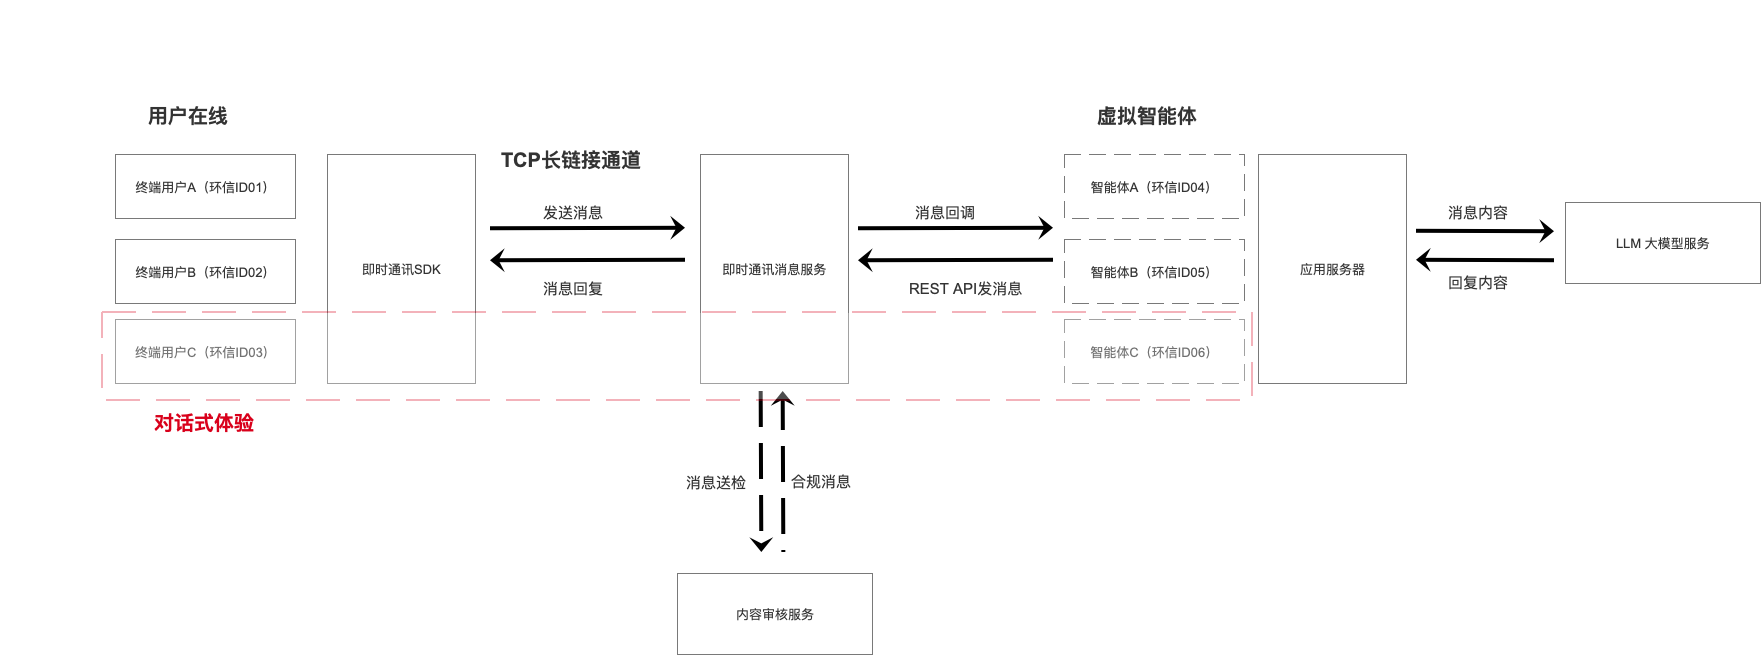 用户在线
虚拟智能体
TCP长链接通道
终端用户A（环信ID01）
智能体A（环信ID04）
发送消息
消息回调
消息内容
LLM 大模型服务
终端用户B（环信ID02）
即时通讯SDK
即时通讯消息服务
智能体B（环信ID05）
应用服务器
消息回复
REST API发消息
回复内容
终端用户C（环信ID03）
智能体C（环信ID06）
对话式体验
消息送检
合规消息
内容审核服务